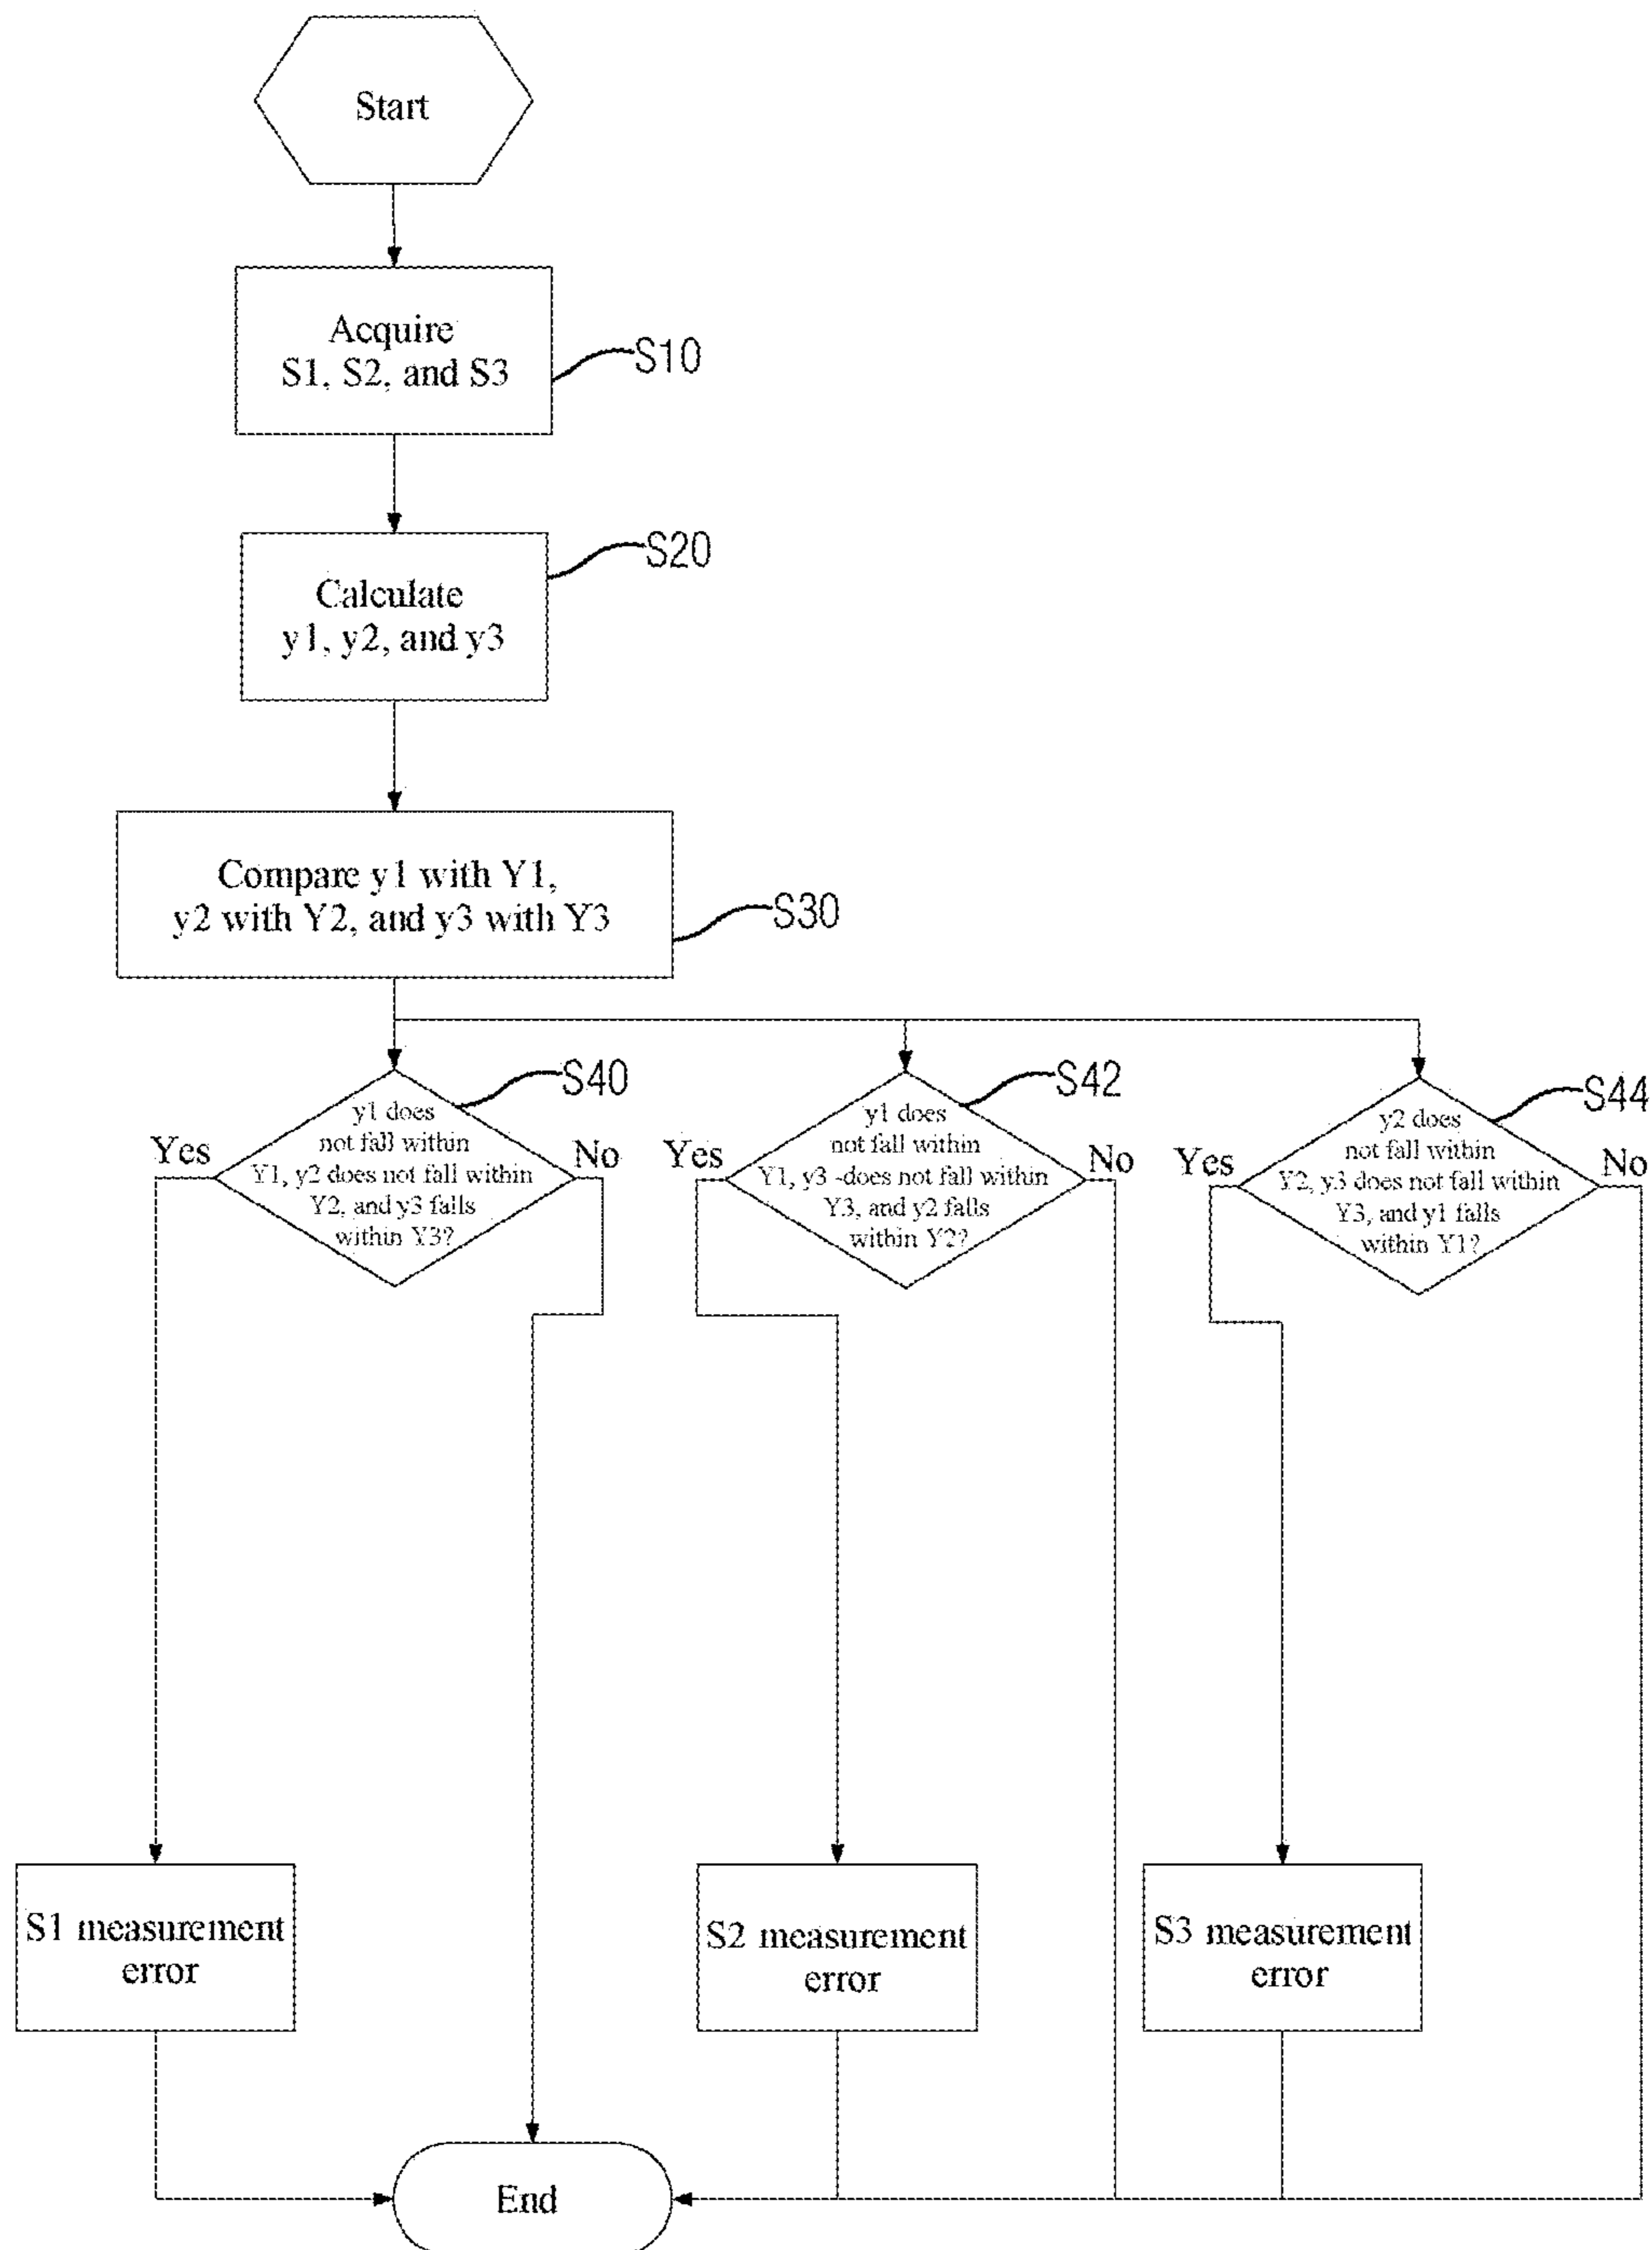 Start
Acquire
S1, S2, and S3
S10
Calculate
y1, y2, and y3
S20
Compare y1 with Y1,
y2 with Y2, and y3 with Y3
S30
S40
y1 does
not fall within
Y1, y2 does not fall within
Y2, and y3 falls
within Y3?
Yes
No
S42
y1 does
not fall within
Y1, y3 -does not fall within
Y3, and y2 falls
within Y2?
Yes
No
S44
y2 does
not fall within
Y2, y3 does not fall within
Y3, and y1 falls
within Y1?
Yes
No
S1 measurement
error
S2 measurement
error
S3 measurement
error
End